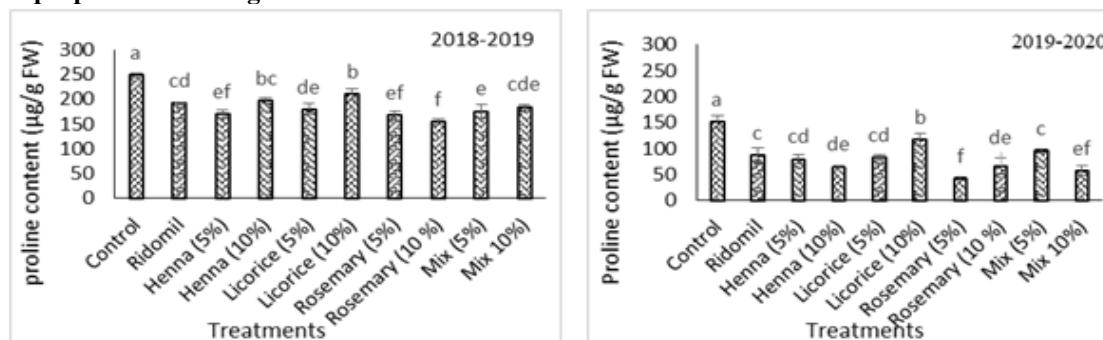 2018-2019
proline content (µg/g FW)
300
250
200
150
100
50
0
a
cd
ef
bc
de
b
ef
f
e
cde
Control
Ridomil
Henna (5%)
Henna (10%)
Licorice (5%)
Licorice (10%)
Rosemary (5%)
Rosemary (10 %)
Mix (5%)
Mix 10%)
Treatments
2019-2020
Proline content (µg/g FW)
300
250
200
150
100
50
0
a
c
cd
de
cd
b
f
de
c
ef
Control
Ridomil
Henna (5%)
Henna (10%)
Licorice (5%)
Licorice (10%)
Rosemary (5%)
Rosemary (10 %)
Mix (5%)
Mix 10%)
Treatments